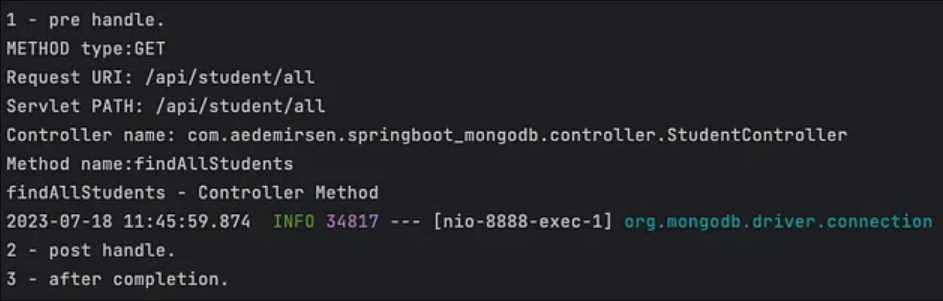 1 - pre handle.
METHOD type:GET
Request URI: /api/student/all
Servlet PATH: /api/student/all
Controller name: com.aedemirsen.springboot_mongodb.controller.StudentController
Method name:findAllStudents
findAllStudents - Controller Method
2023-07-18 11:45:59.874  INFO 34817 --- [nio-8888-exec-1] org.mongodb.driver.connection
2 - post handle.
3 - after completion.